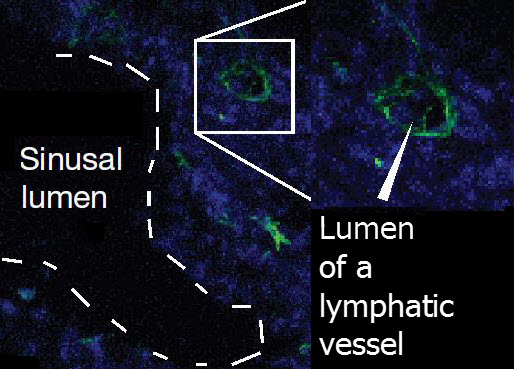 Sinusal
lumen
Lumen
of a
lymphatic
vessel